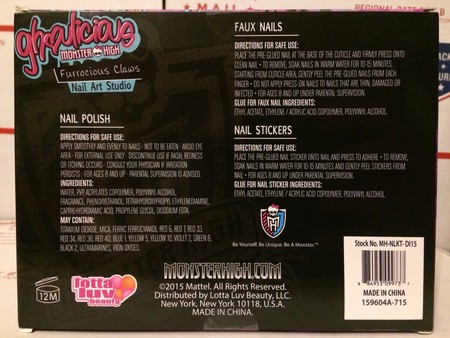 MAIL
REGIONAL RATE
ghoulicious
MONSTER HIGH
Furrocious Claws
Nail Art Studio
NAIL POLISH
DIRECTIONS FOR SAFE USE:
APPLY SMOOTHLY AND EVENLY TO NAILS • NOT TO BE EATEN • AVOID EYE
AREA • FOR EXTERNAL USE ONLY • DISCONTINUE USE IF RASH, REDNESS
OR ITCHING OCCURS • CONSULT YOUR PHYSICIAN IF IRRITATION
PERSISTS • FOR AGES 8 AND UP • PARENTAL SUPERVISION IS ADVISED.
INGREDIENTS:
WATER, PVP, ACRYLATES COPOLYMER, POLYVINYL ALCOHOL,
FRAGRANCE, PHENOXYETHANOL, TETRAHYDROXYPROPYL ETHYLENEDIAMINE,
CAPRYLHYDROXAMIC ACID, PROPYLENE GLYCOL, DISODIUM EDTA.
MAY CONTAIN:
TITANIUM DIOXIDE, MICA, FERRIC FERROCYANIDE, RED 6, RED 7, RED 33,
RED 34, RED 36, RED 40, BLUE 1, YELLOW 5, YELLOW 10, VIOLET 2, GREEN 6,
BLACK 2, ULTRAMARINES, IRON OXIDES.
FAUX NAILS
DIRECTIONS FOR SAFE USE:
PLACE THE PRE-GLUED NAIL AT THE BASE OF THE CUTICLE AND FIRMLY PRESS ONTO
CLEAN NAIL • TO REMOVE, SOAK NAILS IN WARM WATER FOR 10-15 MINUTES,
STARTING FROM CUTICLE AREA, GENTLY PEEL THE PRE-GLUED NAILS FROM EACH
FINGER • DO NOT APPLY PRESS-ON NAILS TO NAILS THAT ARE THIN, DAMAGED OR
INFECTED • FOR AGES 8 AND UP UNDER PARENTAL SUPERVISION.
GLUE FOR FAUX NAIL INGREDIENTS:
ETHYL ACETATE, ETHYLENE / ACRYLIC ACID COPOLYMER, POLYVINYL ALCOHOL.
NAIL STICKERS
DIRECTIONS FOR SAFE USE:
PLACE THE PRE-GLUED NAIL STICKER ONTO NAIL AND PRESS TO ADHERE • TO REMOVE,
SOAK NAILS IN WARM WATER FOR 10-15 MINUTES AND GENTLY PEEL STICKERS FROM
NAIL • FOR AGES 8 AND UP UNDER PARENTAL SUPERVISION.
GLUE FOR NAIL STICKER INGREDIENTS:
ETHYL ACETATE, ETHYLENE / ACRYLIC ACID COPOLYMER, POLYVINYL ALCOHOL.
Be Yourself. Be Unique. Be A Monster.™
12M
lotta
luv
beauty
MONSTERHIGH.COM
©2015 Mattel. All Rights Reserved.
Distributed by Lotta Luv Beauty, LLC.
New York, New York 10118, U.S.A.
MADE IN CHINA.
Stock No. MH-NLKT- DI15
6 84953 09973 7
MADE IN CHINA
159604A-715